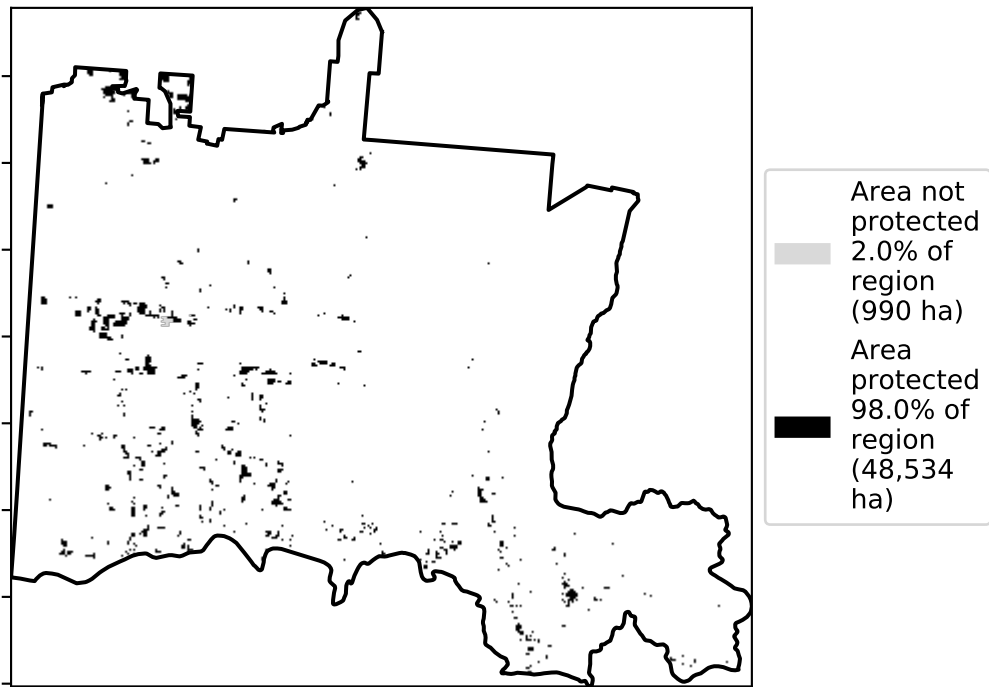 Area not
protected
2.0% of
region
(990 ha)
Area
protected
98.0% of
region
(48,534
ha)